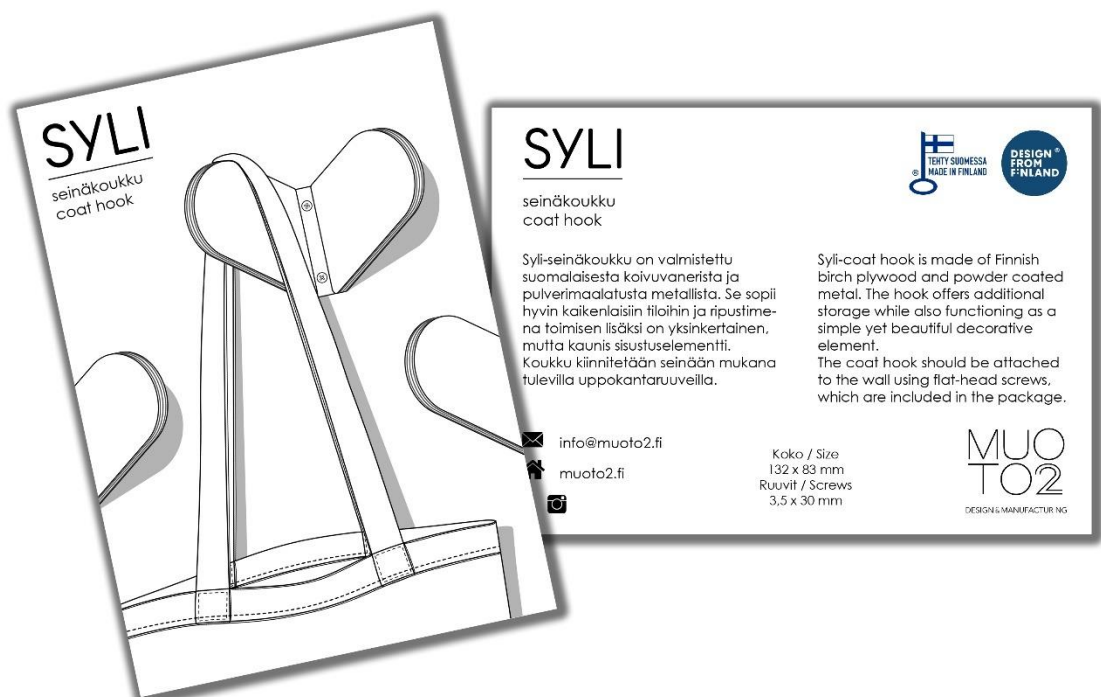 SYLI
seinäkoukku
coat hook
SYLI
seinäkoukku
coat hook
TEHTY SUOMESSA
MADE IN FINLAND
®
DESIGN ®
FROM
F:NLAND
Syli-seinäkoukku on valmistettu
suomalaisesta koivuvanerista ja
pulverimaalatusta metallista. Se sopii
hyvin kaikenlaisiin tiloihin ja ripustime-
na toimisen lisäksi on yksinkertainen,
mutta kaunis sisustuselementti.
Koukku kiinnitetään seinään mukana
tulevilla uppokantaruuveilla.
Syli-coat hook is made of Finnish
birch plywood and powder coated
metal. The hook offers additional
storage while also functioning as a
simple yet beautiful decorative
element.
The coat hook should be attached
to the wall using flat-head screws,
which are included in the package.
info@muoto2.fi
muoto2.fi
Koko / Size
132 x 83 mm
Ruuvit / Screws
3,5 x 30 mm
MUO
TO2
DESIGN & MANUFACTURING